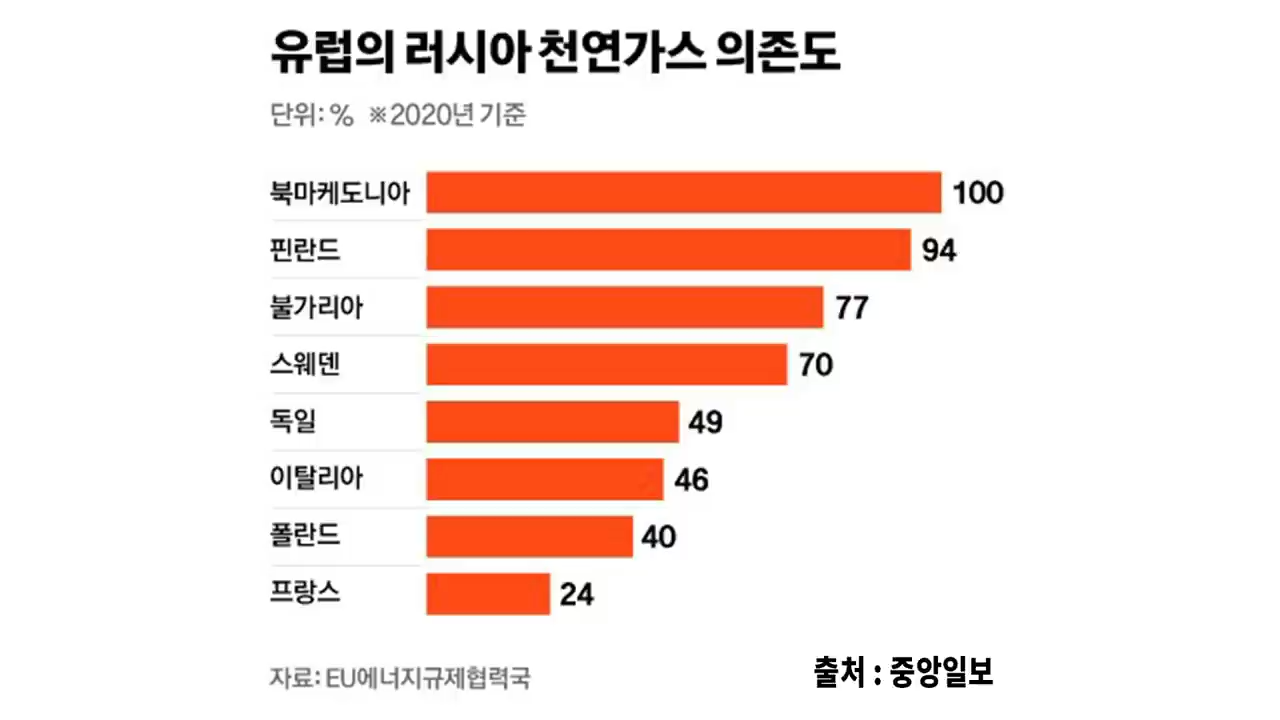 유럽의 러시아 천연가스 의존도
단위: % ※2020년 기준
북마케도니아 100
핀란드 94
불가리아 77
스웨덴 70
독일 49
이탈리아 46
폴란드 40
프랑스 24
자료: EU에너지규제협력국
출처 : 중앙일보